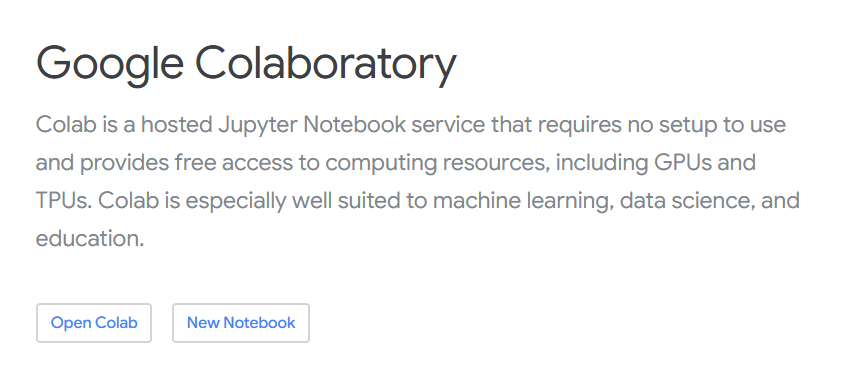 Google Colaboratory
Colab is a hosted Jupyter Notebook service that requires no setup to use
and provides free access to computing resources, including GPUs and
TPUs. Colab is especially well suited to machine learning, data science, and
education.
Open Colab
New Notebook